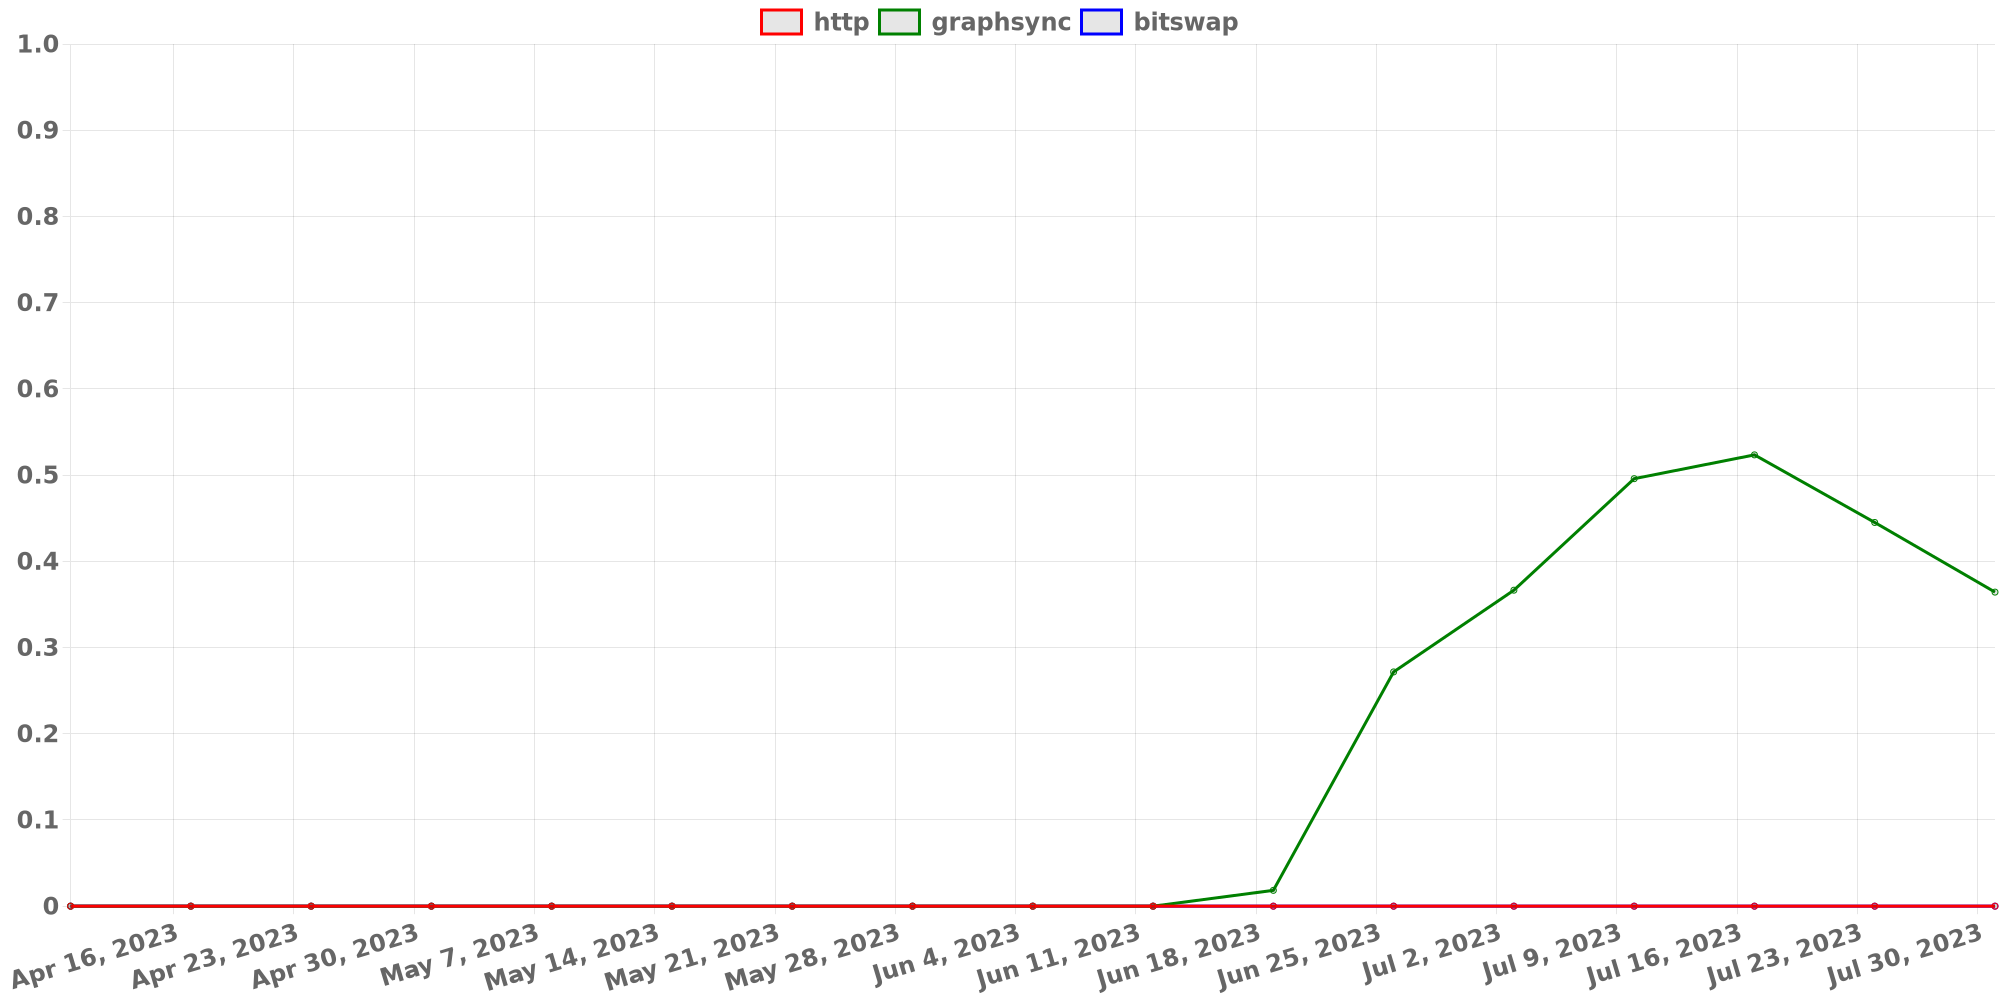 http graphsync bitswap
1.0
0.9
0.8
0.7
0.6
0.5
0.4
0.3
0.2
0.1
0
Apr 16, 2023
Apr 23, 2023
Apr 30, 2023
May 7, 2023
May 14, 2023
May 21, 2023
May 28, 2023
Jun 4, 2023
Jun 11, 2023
Jun 18, 2023
Jun 25, 2023
Jul 2, 2023
Jul 9, 2023
Jul 16, 2023
Jul 23, 2023
Jul 30, 2023